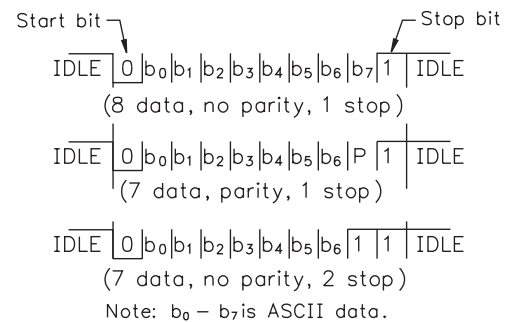 Start bit Stop bit
IDLE 0 b₀ b₁ b₂ b₃ b₄ b₅ b₆ b₇ 1 IDLE
(8 data, no parity, 1 stop)
IDLE 0 b₀ b₁ b₂ b₃ b₄ b₅ b₆ P 1 IDLE
(7 data, parity, 1 stop)
IDLE 0 b₀ b₁ b₂ b₃ b₄ b₅ b₆ 1 1 IDLE
(7 data, no parity, 2 stop)
Note: b₀ – b₇ is ASCII data.